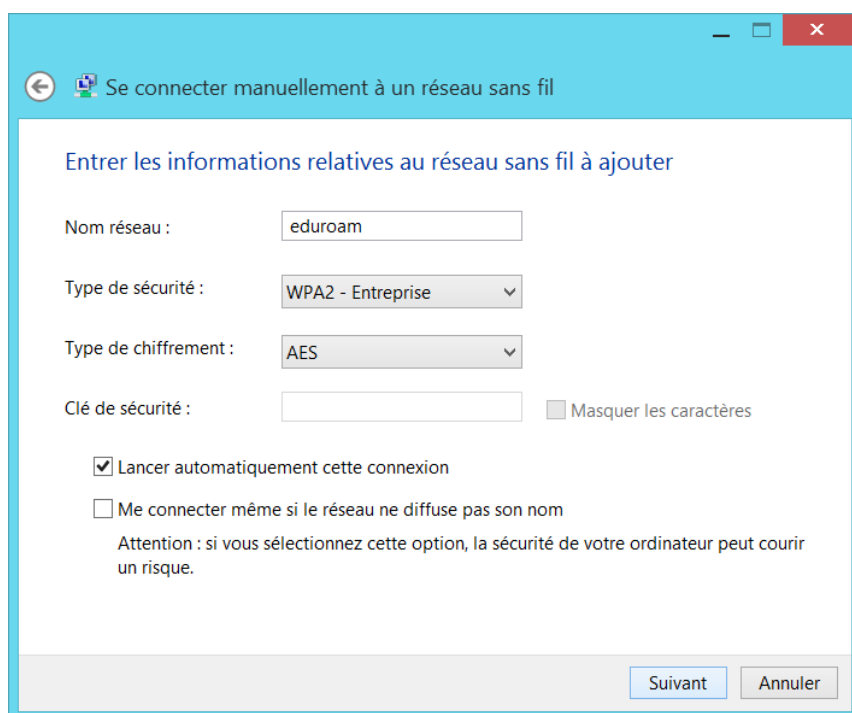 Se connecter manuellement à un réseau sans fil
Entrer les informations relatives au réseau sans fil à ajouter
Nom réseau : eduroam
Type de sécurité : WPA2 - Entreprise
Type de chiffrement : AES
Clé de sécurité : Masquer les caractères
Lancer automatiquement cette connexion
Me connecter même si le réseau ne diffuse pas son nom
Attention : si vous sélectionnez cette option, la sécurité de votre ordinateur peut courir
un risque.
Suivant Annuler